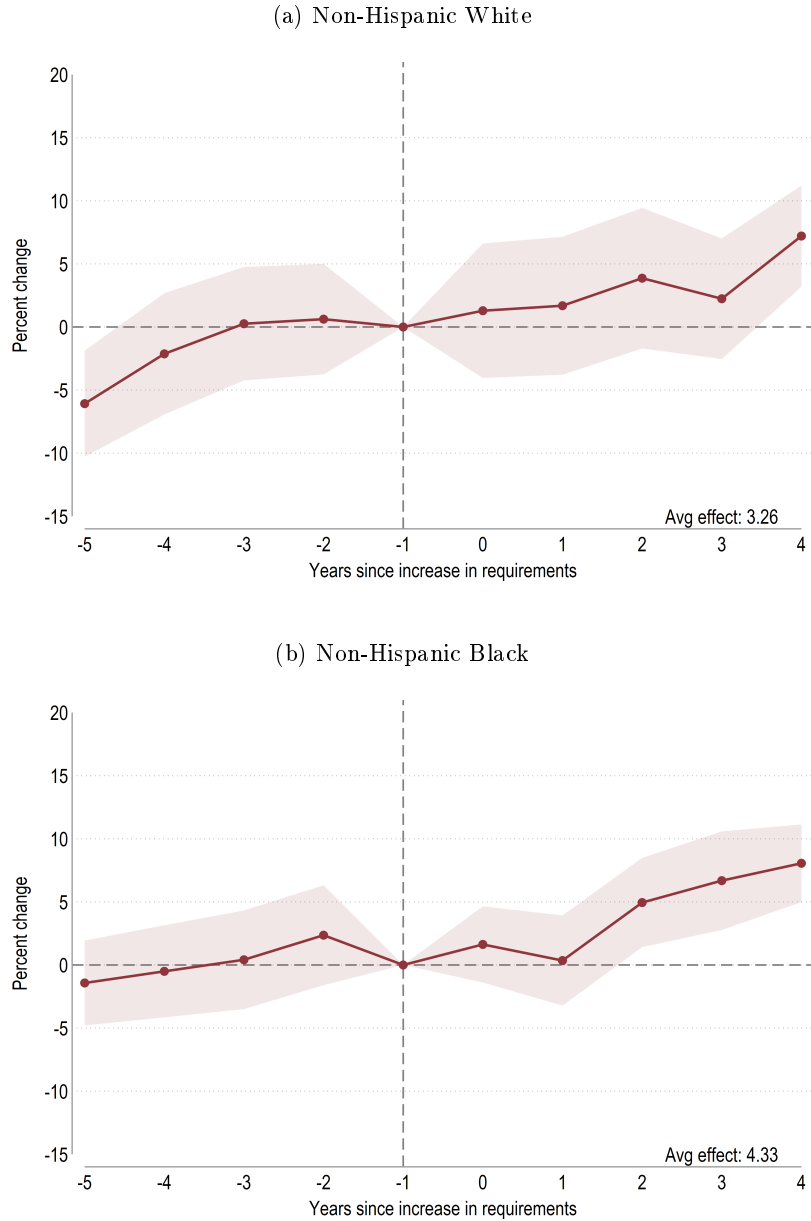 (a) Non-Hispanic White
20
15
10
5
0
-5
-10
-15
Percent change
Avg effect: 3.26
-5 -4 -3 -2 -1 0 1 2 3 4
Years since increase in requirements
(b) Non-Hispanic Black
20
15
10
5
0
-5
-10
-15
Percent change
Avg effect: 4.33
-5 -4 -3 -2 -1 0 1 2 3 4
Years since increase in requirements